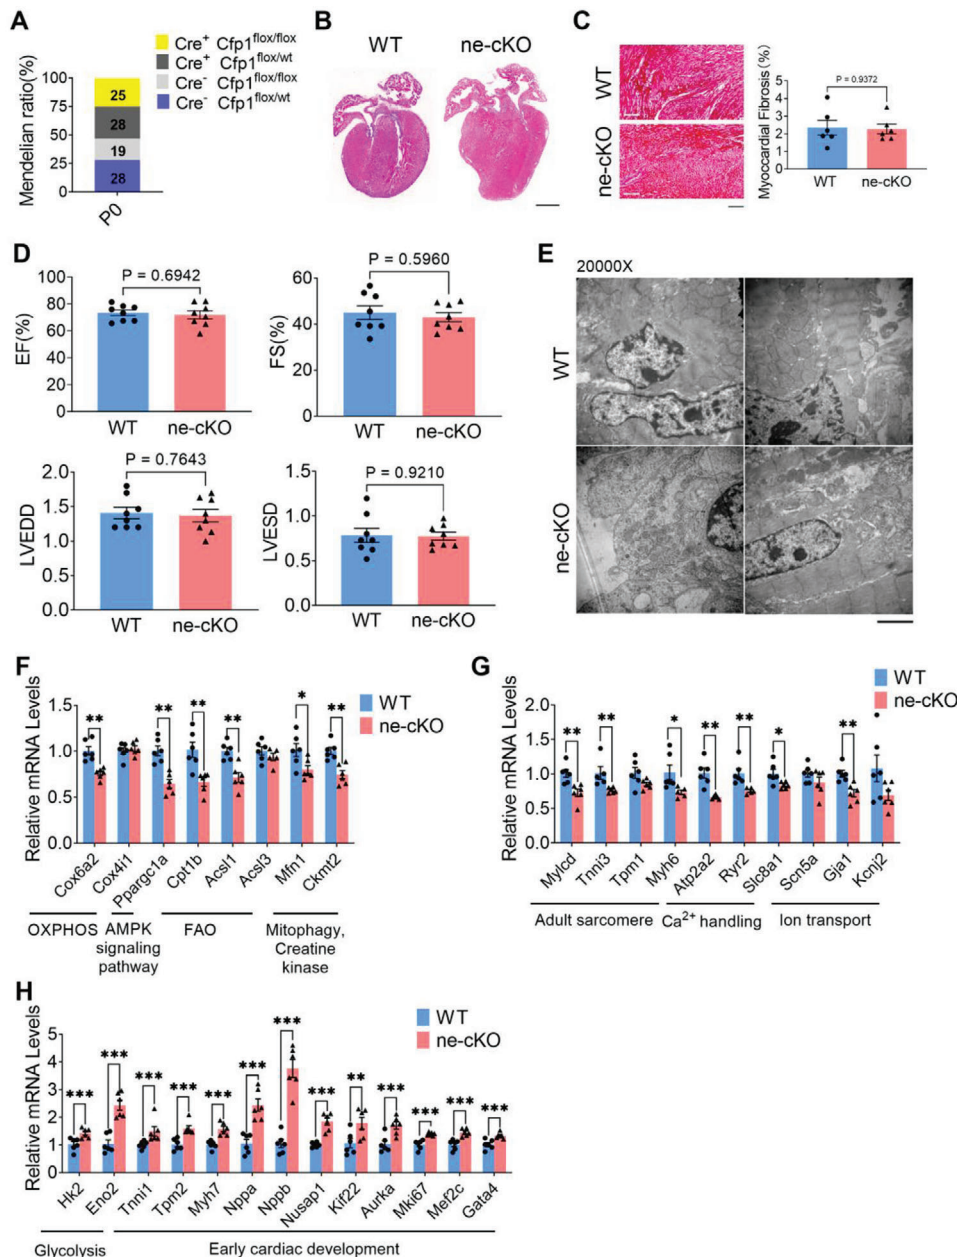 A
Cre+ Cfp1flox/flox
Cre+ Cfp1flox/wt
Cre- Cfp1flox/flox
Cre- Cfp1flox/wt
Mendelian ratio(%)
100
75
50
25
0
25
28
19
28
P0
B
WT
ne-cKO
C
WT
ne-cKO
Myoccardial Fibrosis (%)
P = 0.9372
5
4
3
2
1
0
WT
ne-cKO
D
EF(%)
P = 0.6942
100
80
60
40
20
0
WT
ne-cKO
FS(%)
P = 0.5960
60
40
20
0
WT
ne-cKO
LVEDD
P = 0.7643
2.0
1.5
1.0
0.5
0.0
WT
ne-cKO
LVESD
P = 0.9210
1.5
1.0
0.5
0.0
WT
ne-cKO
E
20000X
WT
ne-cKO
F
Relative mRNA Levels
WT
ne-cKO
1.5
1.0
0.5
0.0
** ** ** ** * **
Cox6a2
Cox4i1
Ppargc1a
Cpt1b
Acsl1
Acsl3
Mfn1
Ckmt2
OXPHOS
AMPK
signaling
pathway
FAO
Mitophagy,
Creatine
kinase
G
Relative mRNA Levels
WT
ne-cKO
2.0
1.5
1.0
0.5
0.0
** ** * ** ** * **
Mylcd
Tnni3
Tpm1
Myh6
Atp2a2
Ryr2
Slc8a1
Scn5a
Gja1
Kcnj2
Adult sarcomere
Ca2+ handling
Ion transport
H
Relative mRNA Levels
WT
ne-cKO
5
4
3
2
1
0
*** *** *** *** *** *** *** *** ** *** *** *** ***
Hk2
Eno2
Tnni1
Tpm2
Myh7
Nppa
Nppb
Nusap1
Kif22
Aurka
Mki67
Mef2c
Gata4
Glycolysis
Early cardiac development